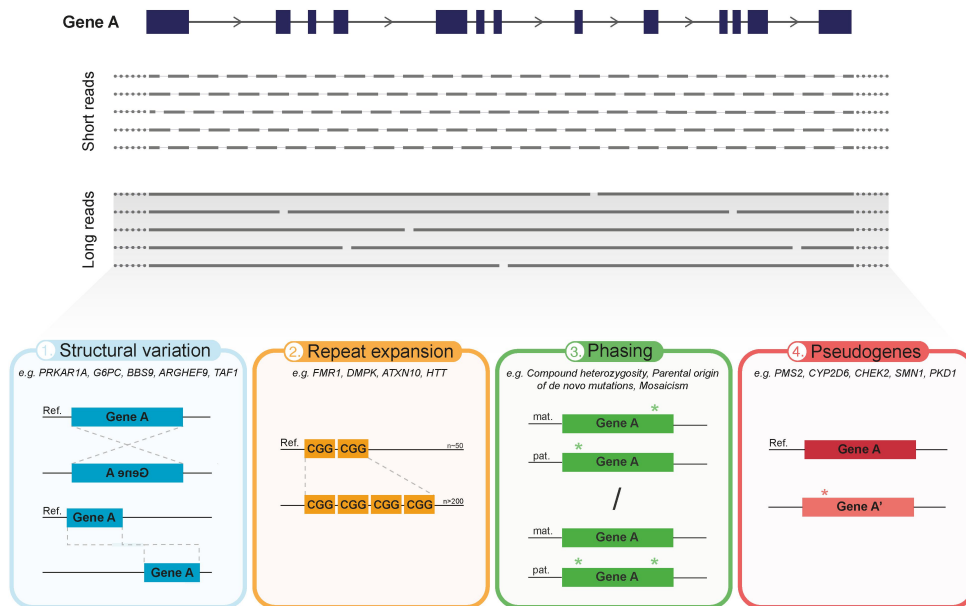 Gene A
Short reads
Long reads
1. Structural variation
e.g. PRKAR1A, G6PC, BBS9, ARGHEF9, TAF1
Ref.
Gene A
Gene A
Ref.
Gene A
Gene A
2. Repeat expansion
e.g. FMR1, DMPK, ATXN10, HTT
Ref.
CGG CGG
n~50
CGG CGG CGG CGG
n>200
3. Phasing
e.g. Compound heterozygosity, Parental origin
of de novo mutations, Mosaicism
mat.
*
Gene A
pat.
*
Gene A
/
mat.
Gene A
pat.
* *
Gene A
4. Pseudogenes
e.g. PMS2, CYP2D6, CHEK2, SMN1, PKD1
Ref.
Gene A
*
Gene A'